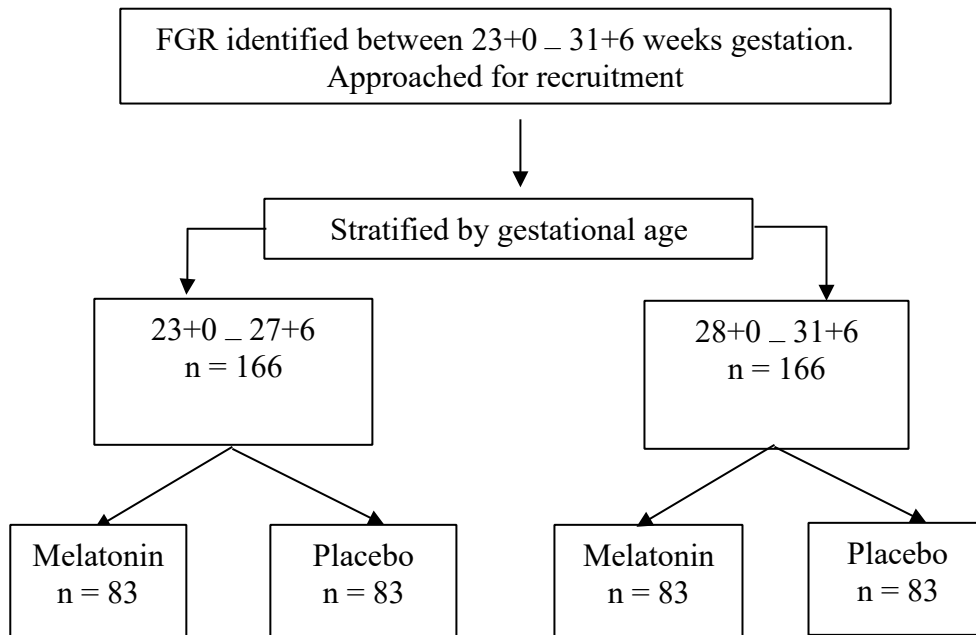 FGR identified between 23+0 _ 31+6 weeks gestation.
Approached for recruitment
Stratified by gestational age
23+0 _ 27+6
n = 166
28+0 _ 31+6
n = 166
Melatonin
n = 83
Placebo
n = 83
Melatonin
n = 83
Placebo
n = 83